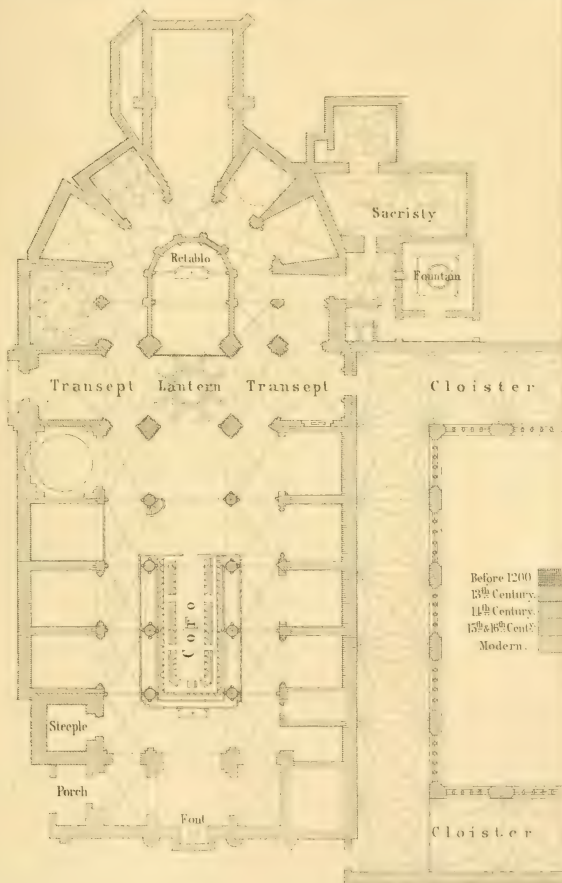 Sacristy
Retablo
Fountain
Transept Lantern Transept
Cloister
Before 1200
13th Century.
14th Century.
15th & 16th Centy
Modern.
Coro
Steeple
Porch
Font
Cloister